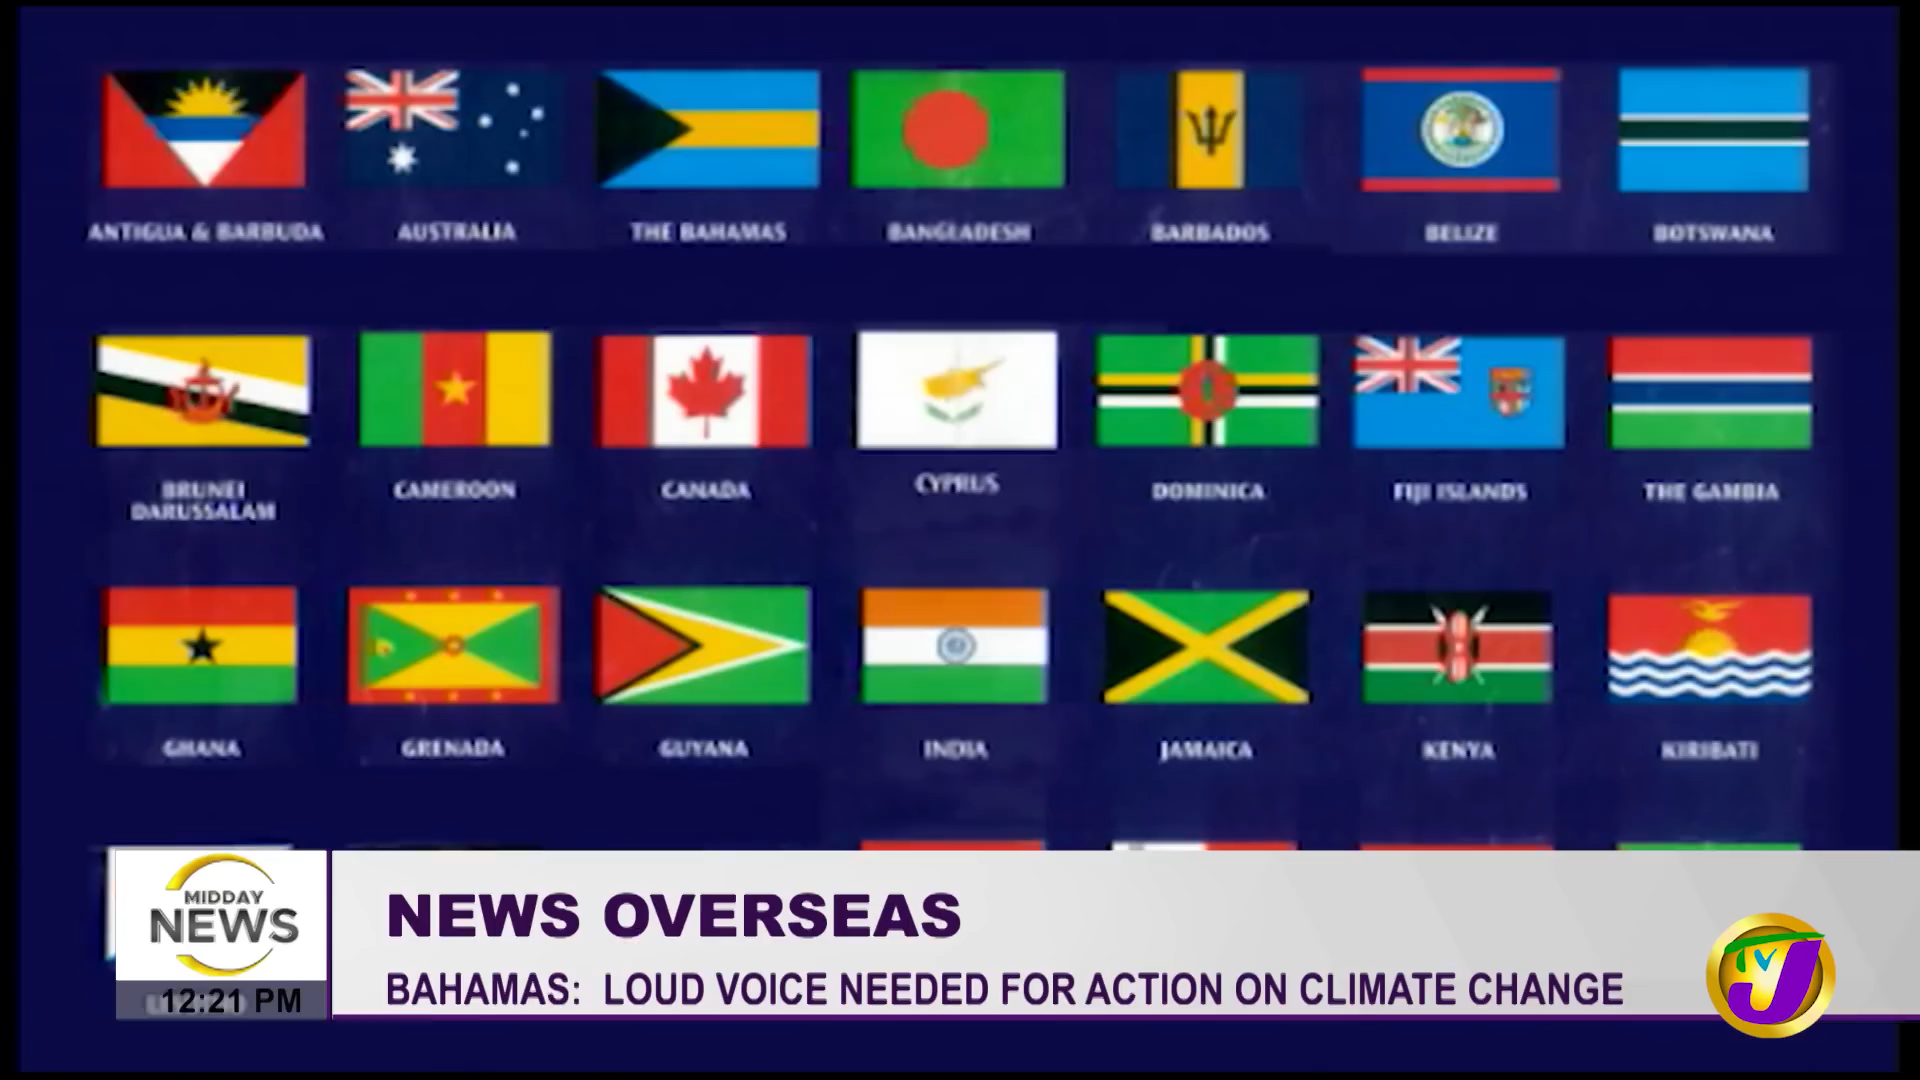 ANTIGUA & BARBUDA AUSTRALIA THE BAHAMAS BANGLADESH BARBADOS BELIZE BOTSWANA
BRUNEI DARUSSALAM CAMEROON CANADA CYPRUS DOMINICA FIJI ISLANDS THE GAMBIA
GHANA GRENADA GUYANA INDIA JAMAICA KENYA KIRIBATI
MIDDAY
NEWS
12:21 PM
NEWS OVERSEAS
BAHAMAS: LOUD VOICE NEEDED FOR ACTION ON CLIMATE CHANGE
TVJ